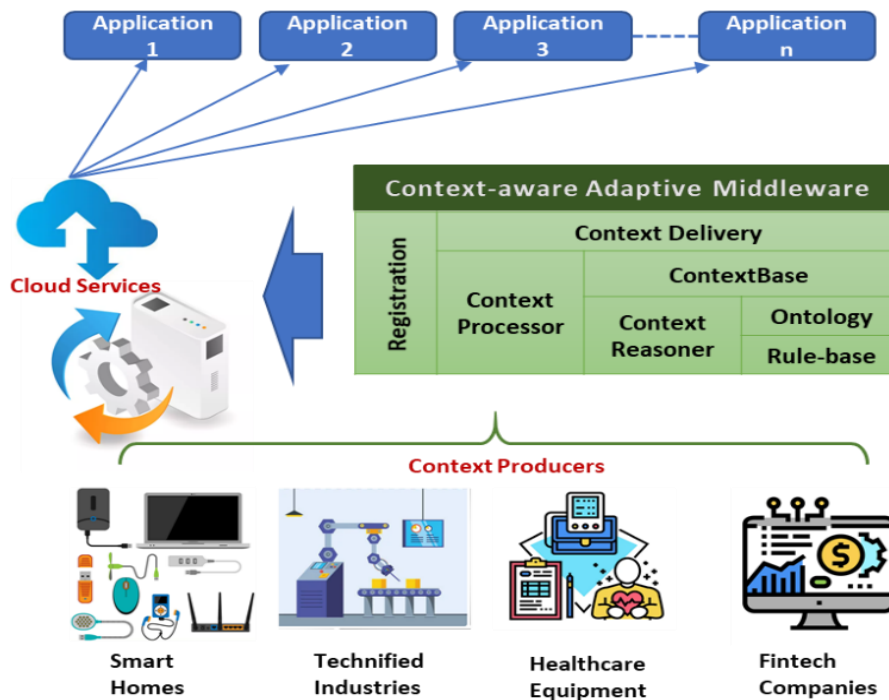 Application
1
Application
2
Application
3
Application
n
Context-aware Adaptive Middleware
Registration
Context Delivery
Context
Processor
ContextBase
Context
Reasoner
Ontology
Rule-base
Cloud Services
Context Producers
Smart
Homes
Technified
Industries
Healthcare
Equipment
Fintech
Companies